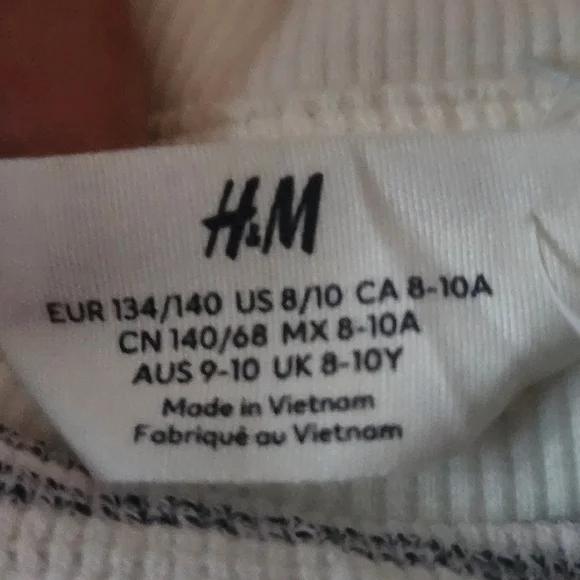 H&M
EUR 134/140 US 8/10 CA 8-10A
CN 140/68 MX 8-10A
AUS 9-10 UK 8-10Y
Made in Vietnam
Fabriqué au Vietnam